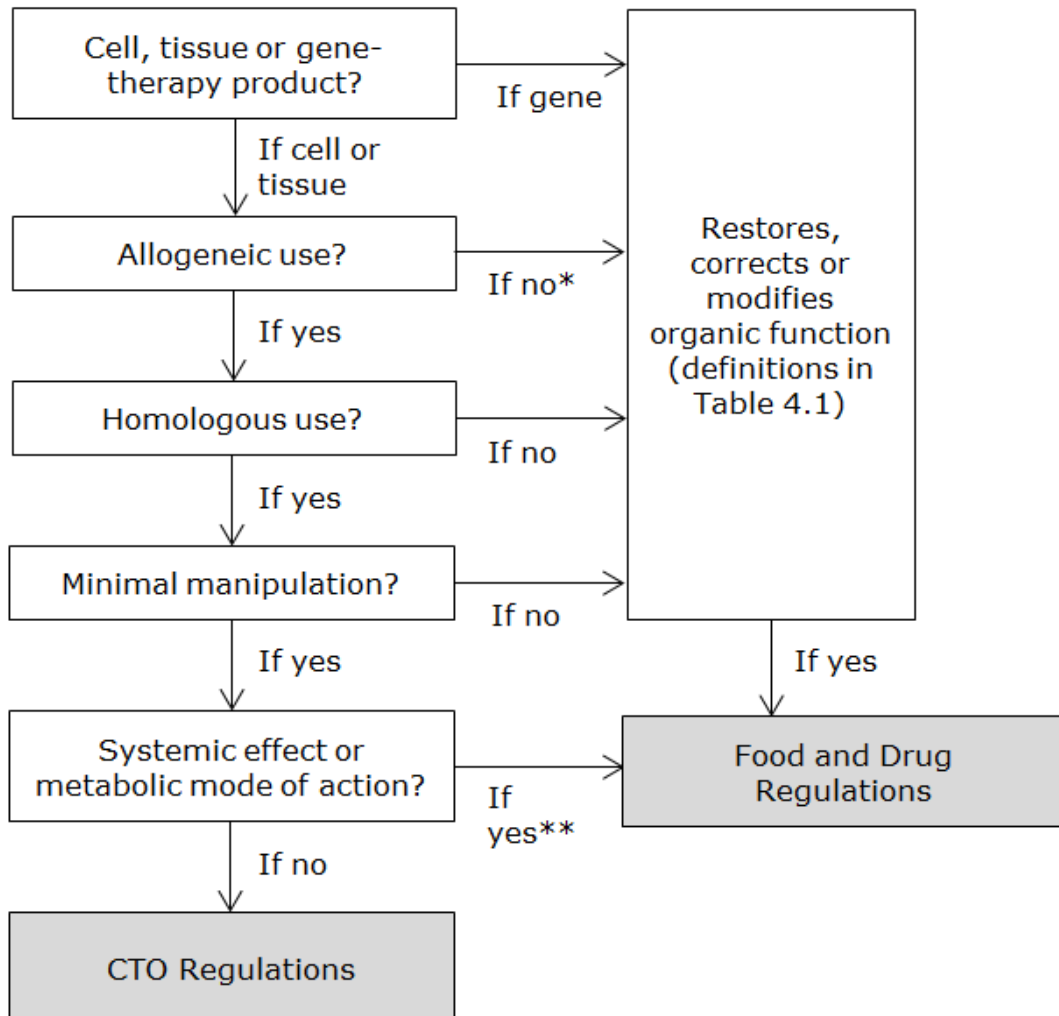 Cell, tissue or gene-
therapy product?
If gene
If cell or
tissue
Allogeneic use?
If no*
Restores,
corrects or
modifies
organic function
(definitions in
Table 4.1)
If yes
Homologous use?
If no
If yes
Minimal manipulation?
If no
If yes
If yes
Systemic effect or
metabolic mode of action?
If
yes**
Food and Drug
Regulations
If no
CTO Regulations